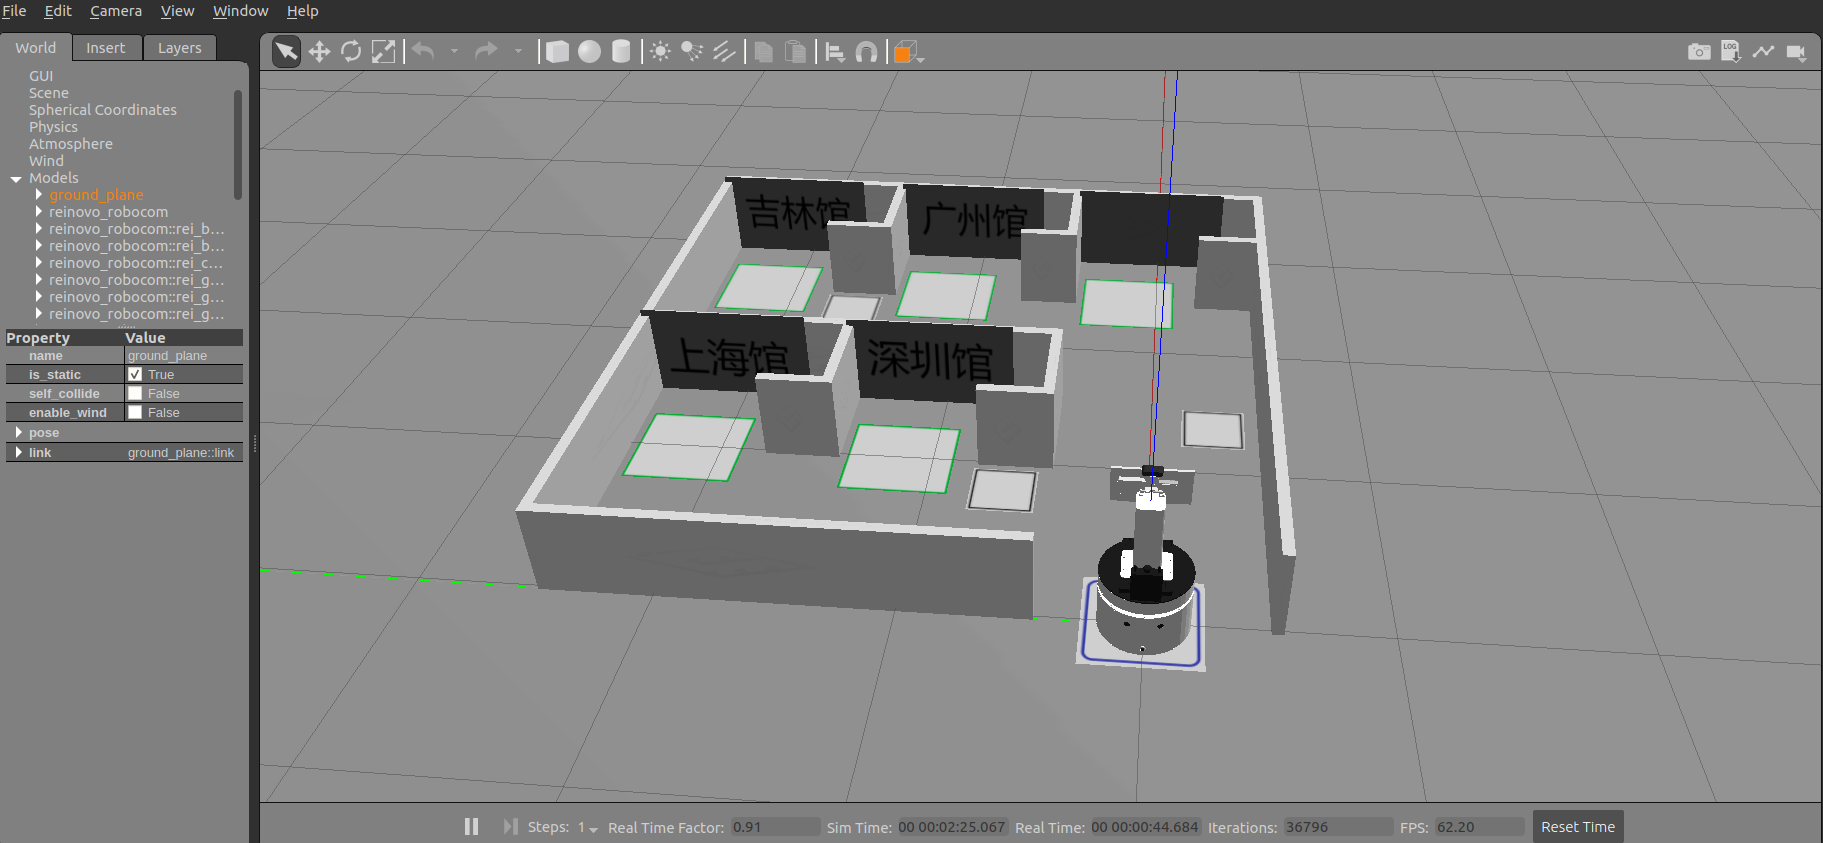 File Edit Camera View Window Help
World Insert Layers
GUI
Scene
Spherical Coordinates
Physics
Atmosphere
Wind
Models
ground_plane
reinovo_robocom
reinovo_robocom::rei_b...
reinovo_robocom::rei_b...
reinovo_robocom::rei_c...
reinovo_robocom::rei_g...
reinovo_robocom::rei_g...
reinovo_robocom::rei_g...
Property Value
name ground_plane
is_static True
self_collide False
enable_wind False
pose
link ground_plane::link
LOG
吉林馆 广州馆
上海馆 深圳馆
Steps: 1 Real Time Factor: 0.91 Sim Time: 00 00:02:25.067 Real Time: 00 00:00:44.684 Iterations: 36796 FPS: 62.20 Reset Time